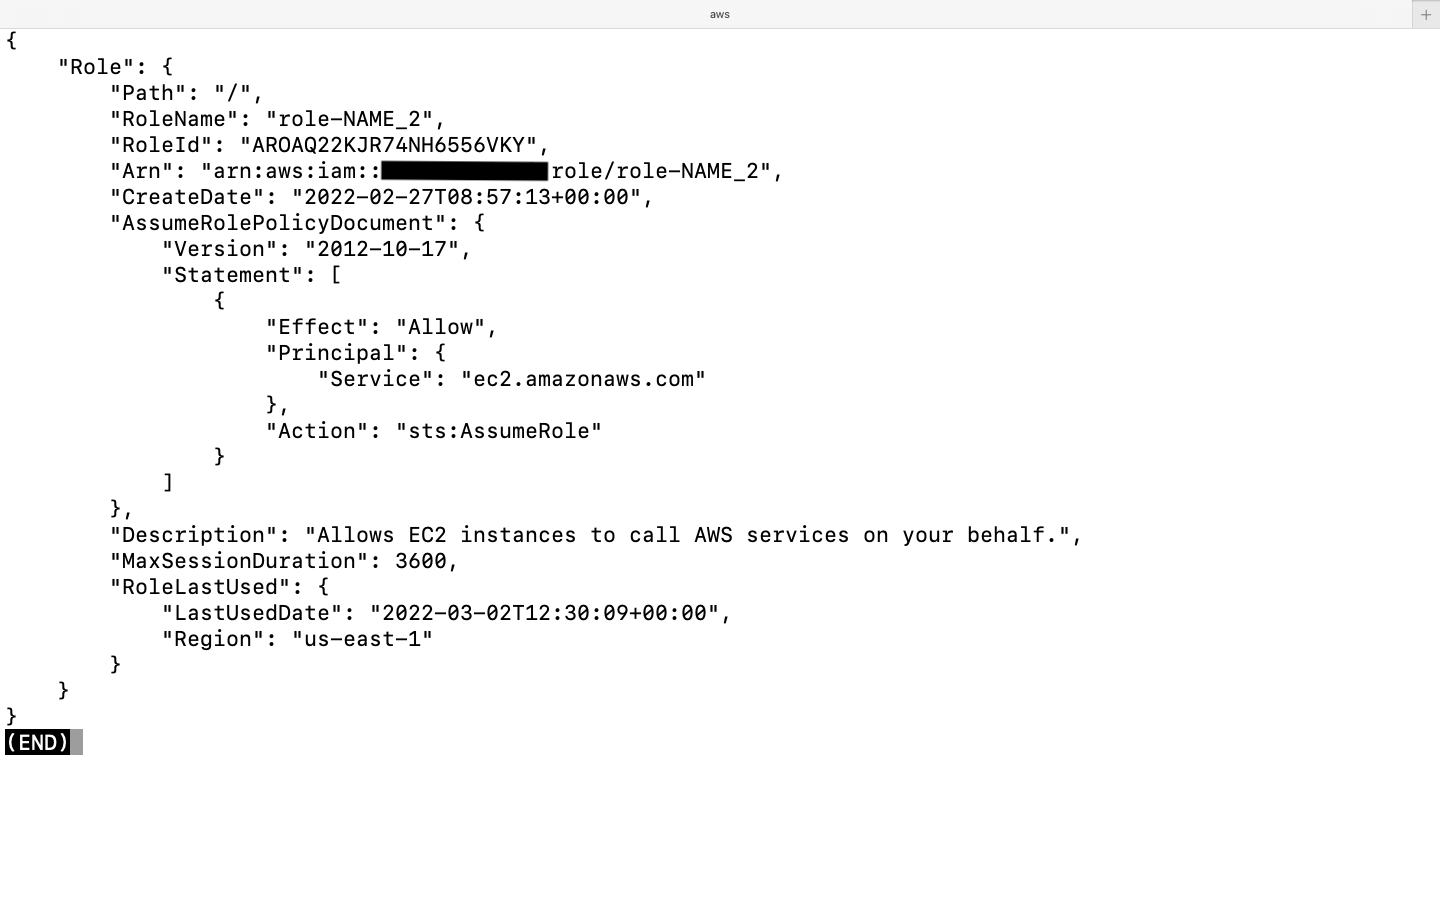 aws
+
{
    "Role": {
        "Path": "/",
        "RoleName": "role-NAME_2",
        "RoleId": "AROAQ22KJR74NH6556VKY",
        "Arn": "arn:aws:iam:: role/role-NAME_2",
        "CreateDate": "2022-02-27T08:57:13+00:00",
        "AssumeRolePolicyDocument": {
            "Version": "2012-10-17",
            "Statement": [
                {
                    "Effect": "Allow",
                    "Principal": {
                        "Service": "ec2.amazonaws.com"
                    },
                    "Action": "sts:AssumeRole"
                }
            ]
        },
        "Description": "Allows EC2 instances to call AWS services on your behalf.",
        "MaxSessionDuration": 3600,
        "RoleLastUsed": {
            "LastUsedDate": "2022-03-02T12:30:09+00:00",
            "Region": "us-east-1"
        }
    }
}
(END)